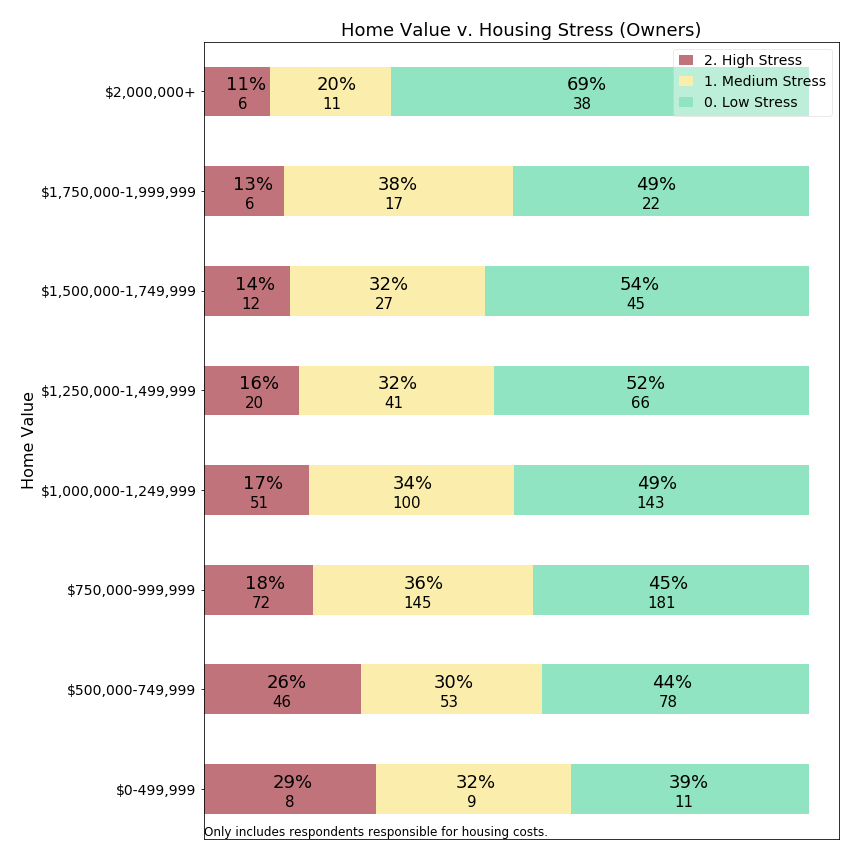 Home Value v. Housing Stress (Owners)
2. High Stress
1. Medium Stress
0. Low Stress
Home Value
$2,000,000+
11% 20% 69%
6 11 38
$1,750,000-1,999,999
13% 38% 49%
6 17 22
$1,500,000-1,749,999
14% 32% 54%
12 27 45
$1,250,000-1,499,999
16% 32% 52%
20 41 66
$1,000,000-1,249,999
17% 34% 49%
51 100 143
$750,000-999,999
18% 36% 45%
72 145 181
$500,000-749,999
26% 30% 44%
46 53 78
$0-499,999
29% 32% 39%
8 9 11
Only includes respondents responsible for housing costs.